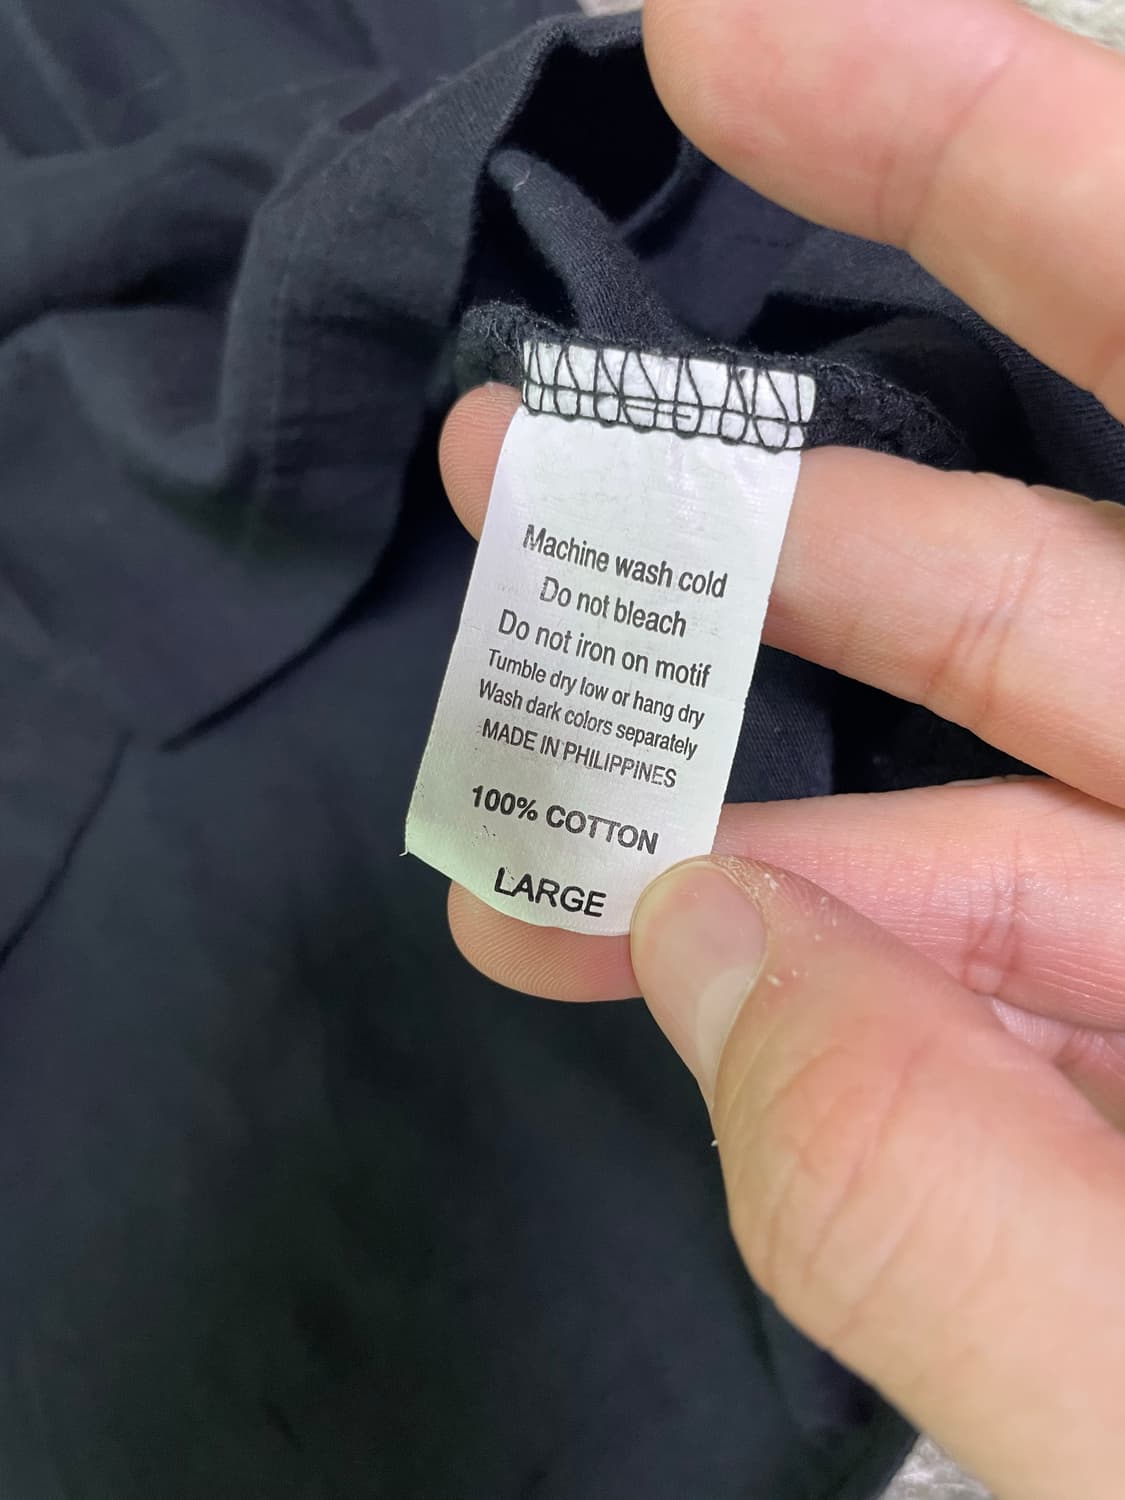 Machine wash cold
Do not bleach
Do not iron on motif
Tumble dry low or hang dry
Wash dark colors separately
MADE IN PHILIPPINES
100% COTTON
LARGE